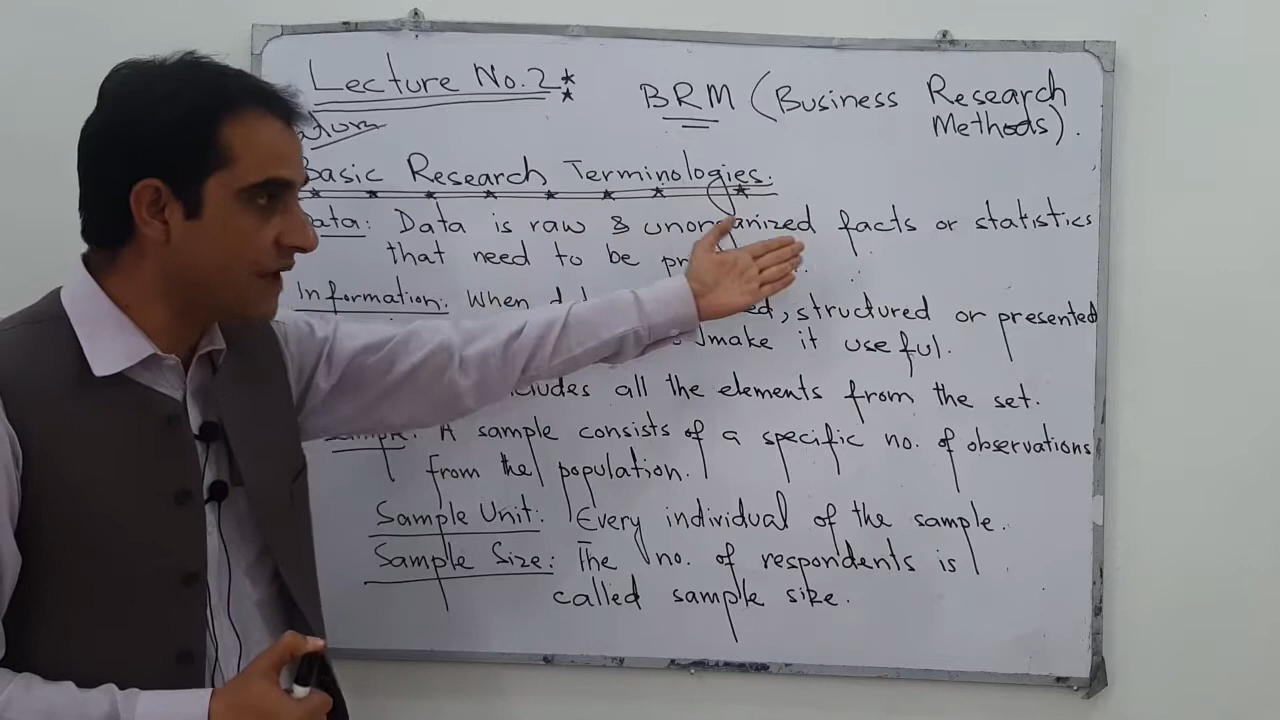 Lecture No. 2 :
BRM (Business Research
Methods).
Basic Research Terminologies.
Data: Data is raw & unorganized facts or statistics
that need to be
Information: When structured or presented
make it useful.
all the elements from the set.
Sample: A sample consists of a specific no. of observations
from the population.
Sample Unit: Every individual of the sample.
Sample Size: The no. of respondents is
called sample size.